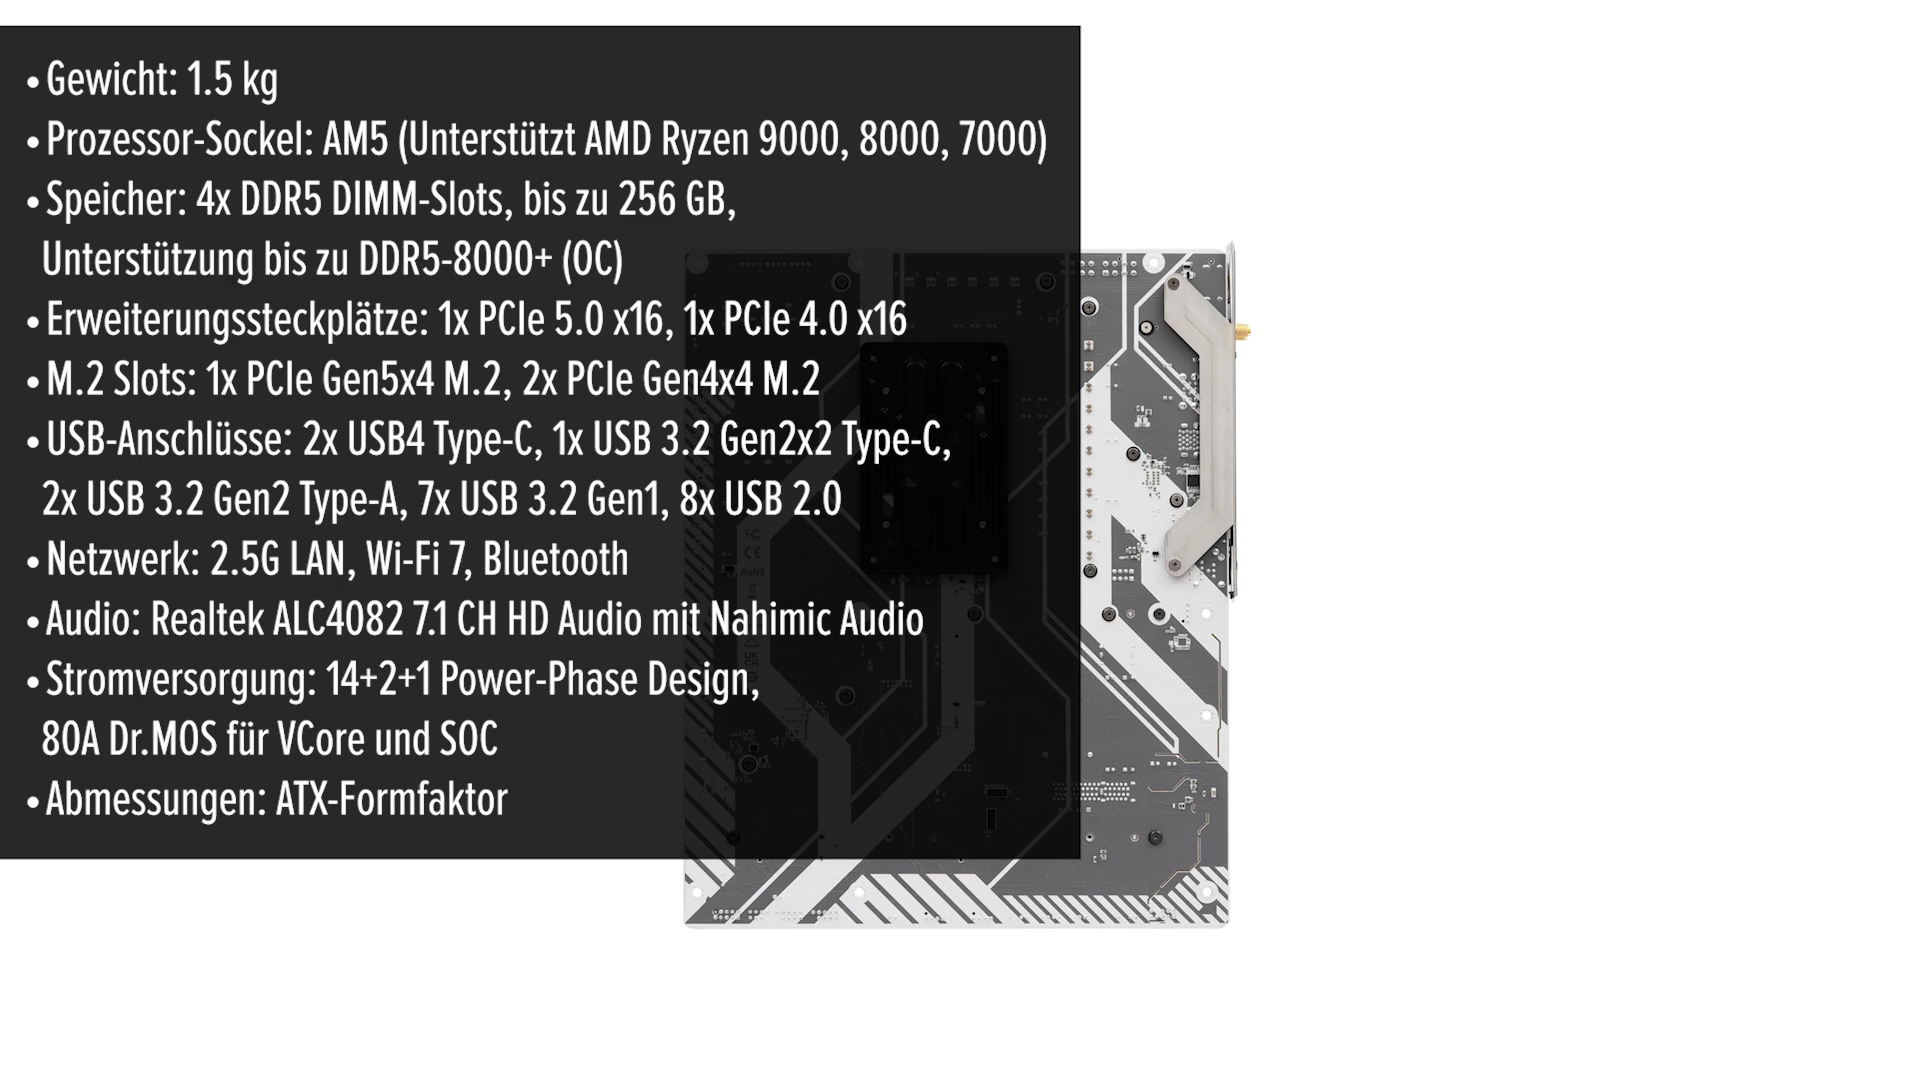 • Gewicht: 1.5 kg
• Prozessor-Sockel: AM5 (Unterstützt AMD Ryzen 9000, 8000, 7000)
• Speicher: 4x DDR5 DIMM-Slots, bis zu 256 GB,
Unterstützung bis zu DDR5-8000+ (OC)
• Erweiterungssteckplätze: 1x PCIe 5.0 x16, 1x PCIe 4.0 x16
• M.2 Slots: 1x PCIe Gen5x4 M.2, 2x PCIe Gen4x4 M.2
• USB-Anschlüsse: 2x USB4 Type-C, 1x USB 3.2 Gen2x2 Type-C,
2x USB 3.2 Gen2 Type-A, 7x USB 3.2 Gen1, 8x USB 2.0
• Netzwerk: 2.5G LAN, Wi-Fi 7, Bluetooth
• Audio: Realtek ALC4082 7.1 CH HD Audio mit Nahimic Audio
• Stromversorgung: 14+2+1 Power-Phase Design,
80A Dr.MOS für VCore und SOC
• Abmessungen: ATX-Formfaktor
FC
CE
RoHS